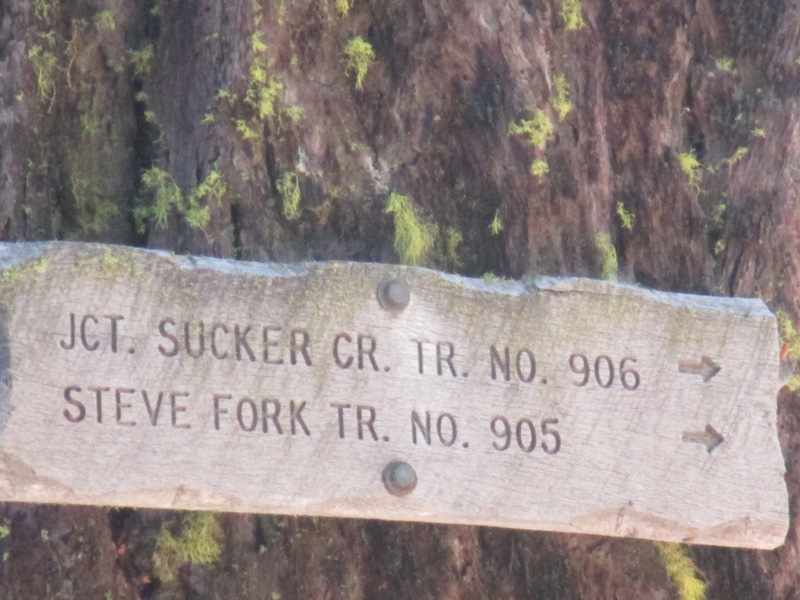 JCT. SUCKER CR. TR. NO. 906 →
STEVE FORK TR. NO. 905 →